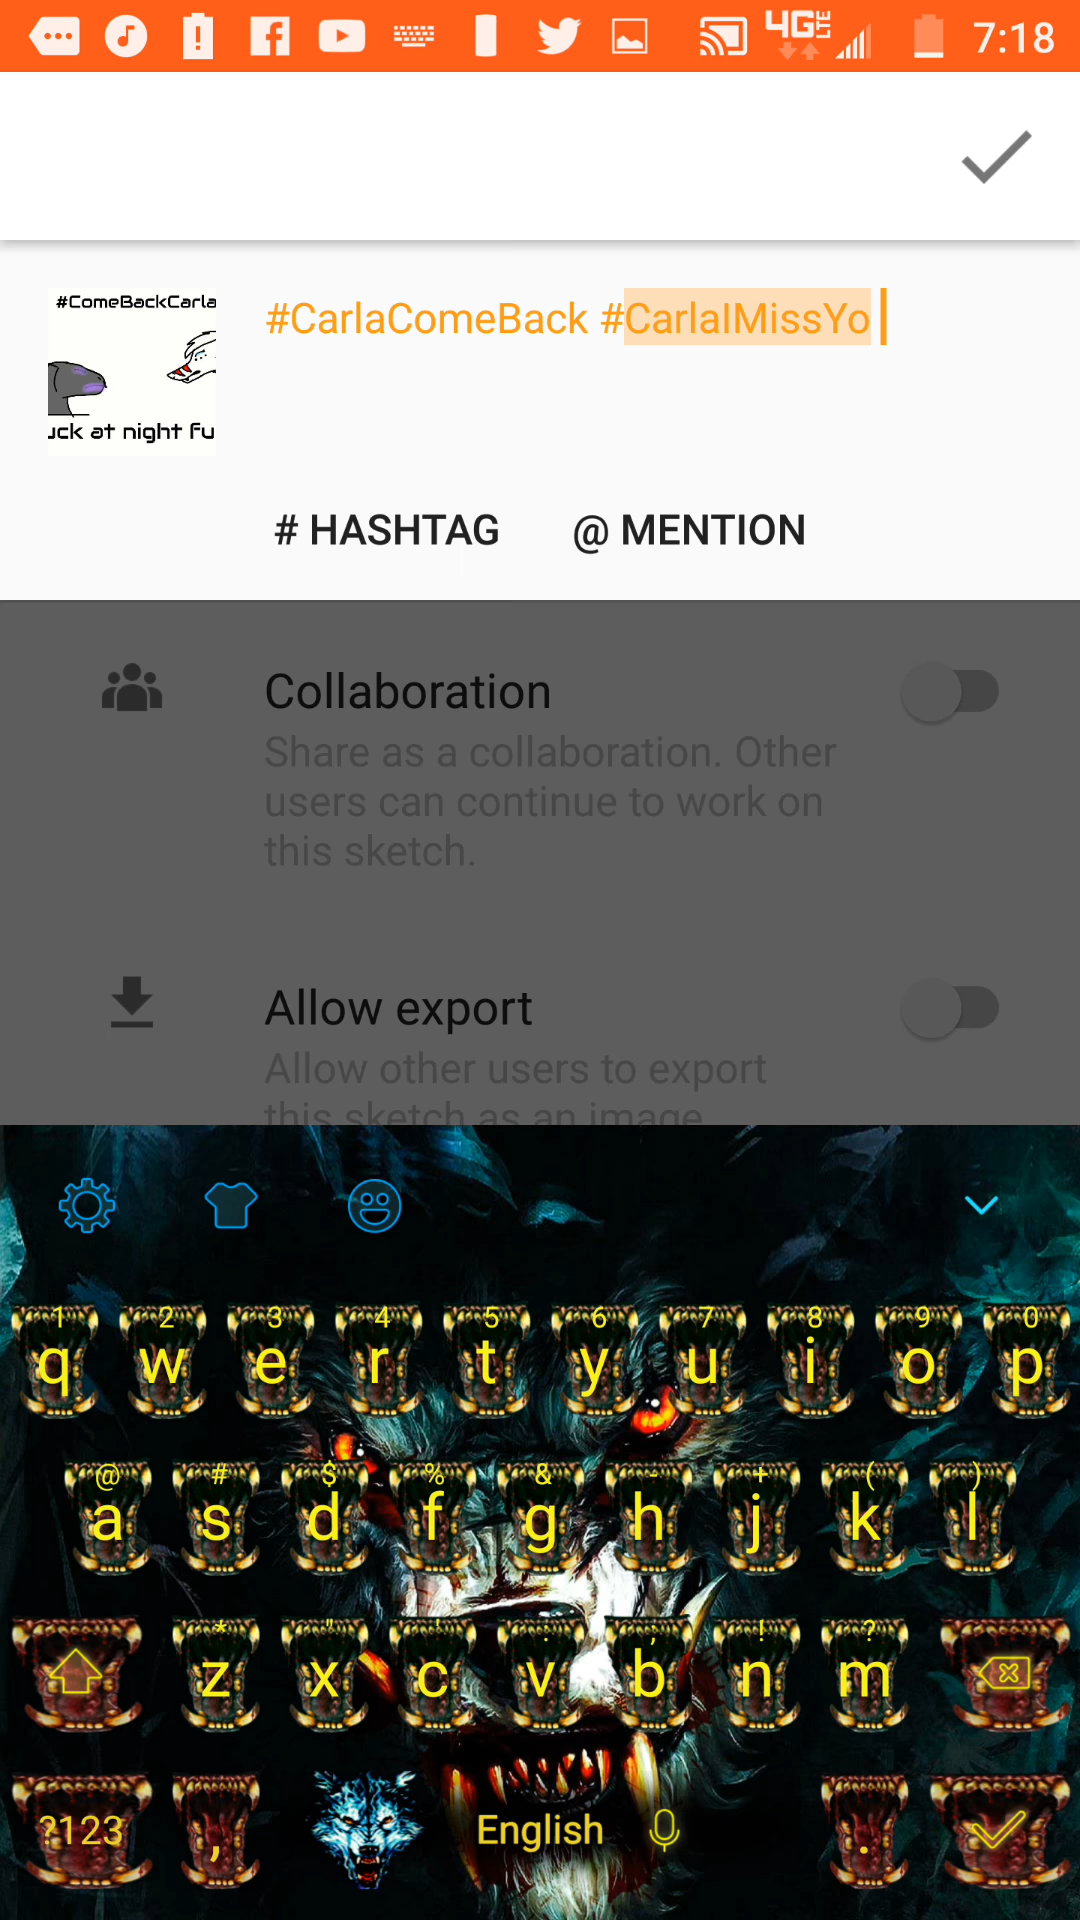 4G LTE 7:18
#ComeBackCarla
#CarlaComeBack #CarlaIMissYo
uck at night fu
# HASHTAG @ MENTION
Collaboration
Share as a collaboration. Other
users can continue to work on
this sketch.
Allow export
Allow other users to export
this sketch as an image
1 2 3 4 5 6 7 8 9 0
q w e r t y u i o p
@ # $ % & - + ( )
a s d f g h j k l
* " ' : ; ! ?
z x c v b n m
?123 , English .